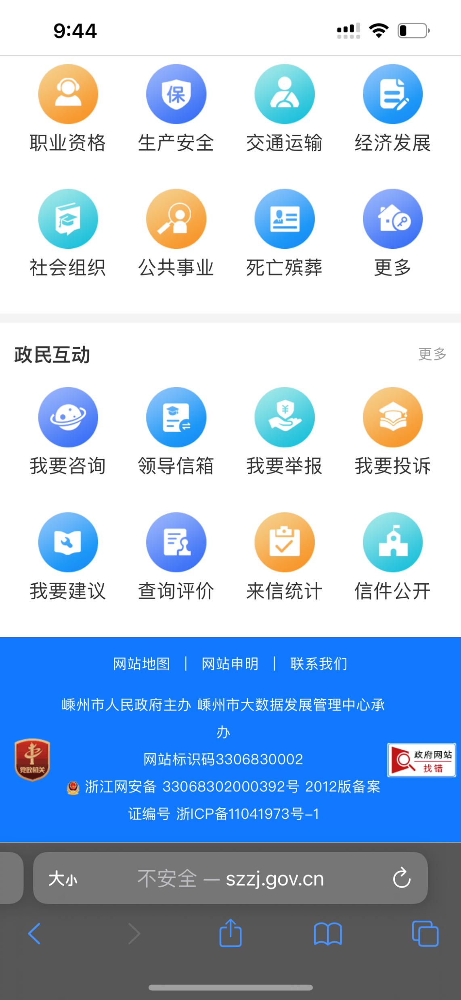 9:44
保
职业资格 生产安全 交通运输 经济发展
社会组织 公共事业 死亡殡葬 更多
政民互动 更多
¥
我要咨询 领导信箱 我要举报 我要投诉
我要建议 查询评价 来信统计 信件公开
网站地图 | 网站申明 | 联系我们
嵊州市人民政府主办 嵊州市大数据发展管理中心承
办
网站标识码3306830002
党政机关
政府网站
找错
浙江网安备 33068302000392号 2012版备案
证编号 浙ICP备11041973号-1
大小 不安全 — szzj.gov.cn